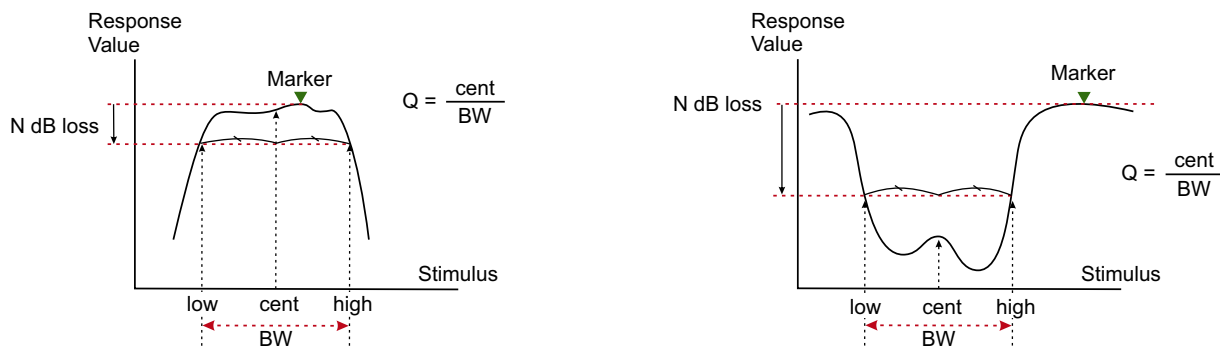 Response
Value
Marker
N dB loss
Q = cent
BW
Stimulus
low cent high
BW
Response
Value
Marker
N dB loss
Q = cent
BW
Stimulus
low cent high
BW